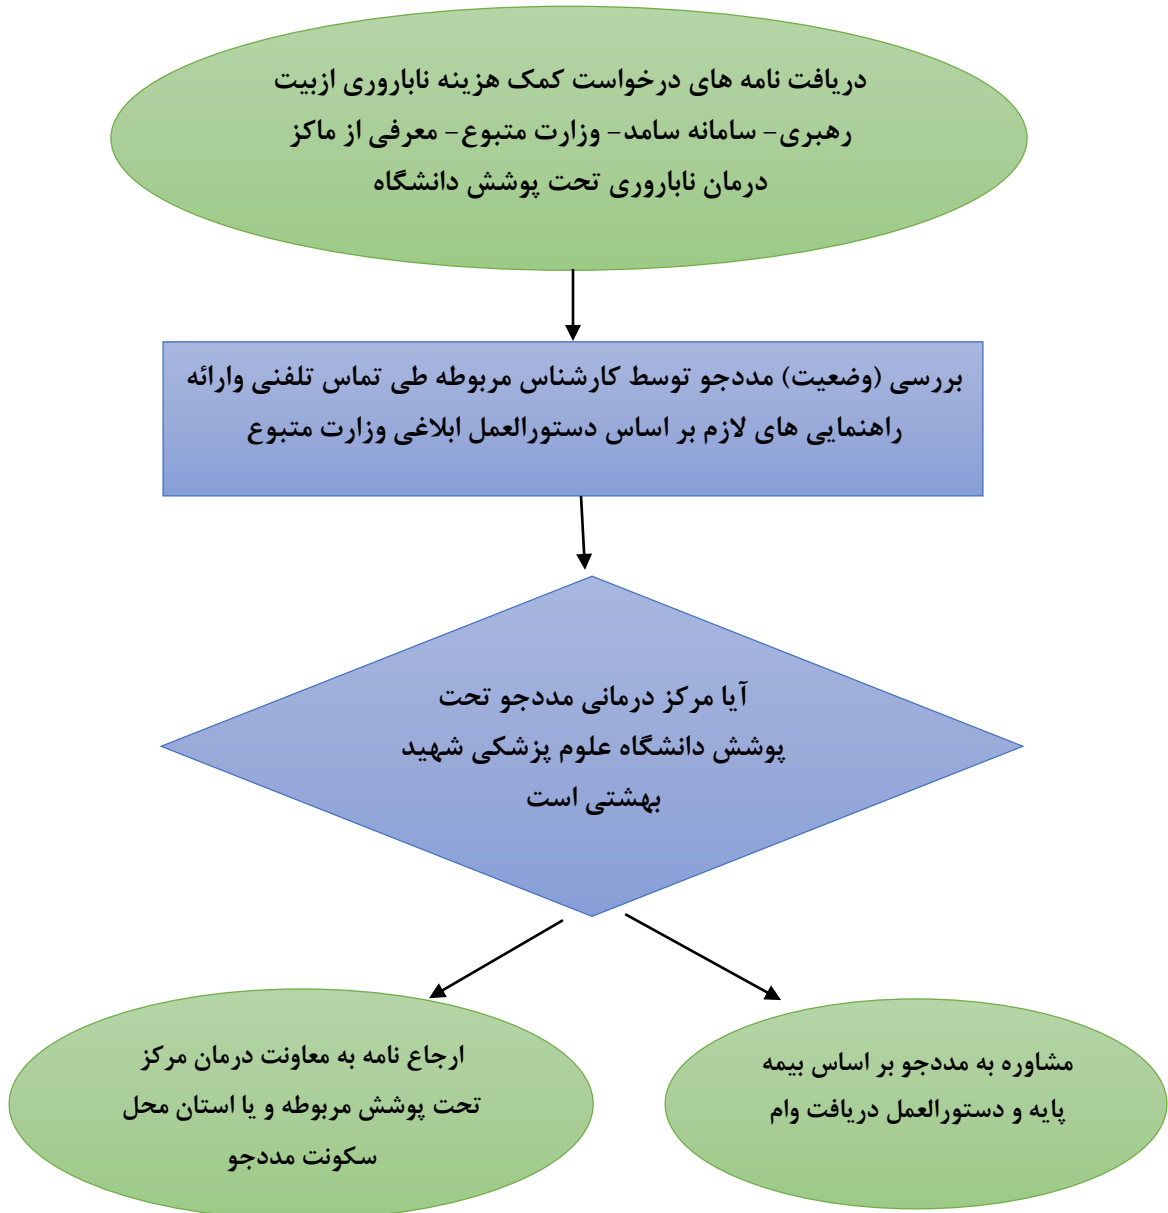 دریافت نامه های درخواست کمک هزینه ناباروری ازبیت
رهبری- سامانه سامد- وزارت متبوع- معرفی از ماکز
درمان ناباروری تحت پوشش دانشگاه
بررسی (وضعیت) مددجو توسط کارشناس مربوطه طی تماس تلفنی وارائه
راهنمایی های لازم بر اساس دستورالعمل ابلاغی وزارت متبوع
آیا مرکز درمانی مددجو تحت
پوشش دانشگاه علوم پزشکی شهید
بهشتی است
مشاوره به مددجو بر اساس بیمه
پایه و دستورالعمل دریافت وام
ارجاع نامه به معاونت درمان مرکز
تحت پوشش مربوطه و یا استان محل
سکونت مددجو